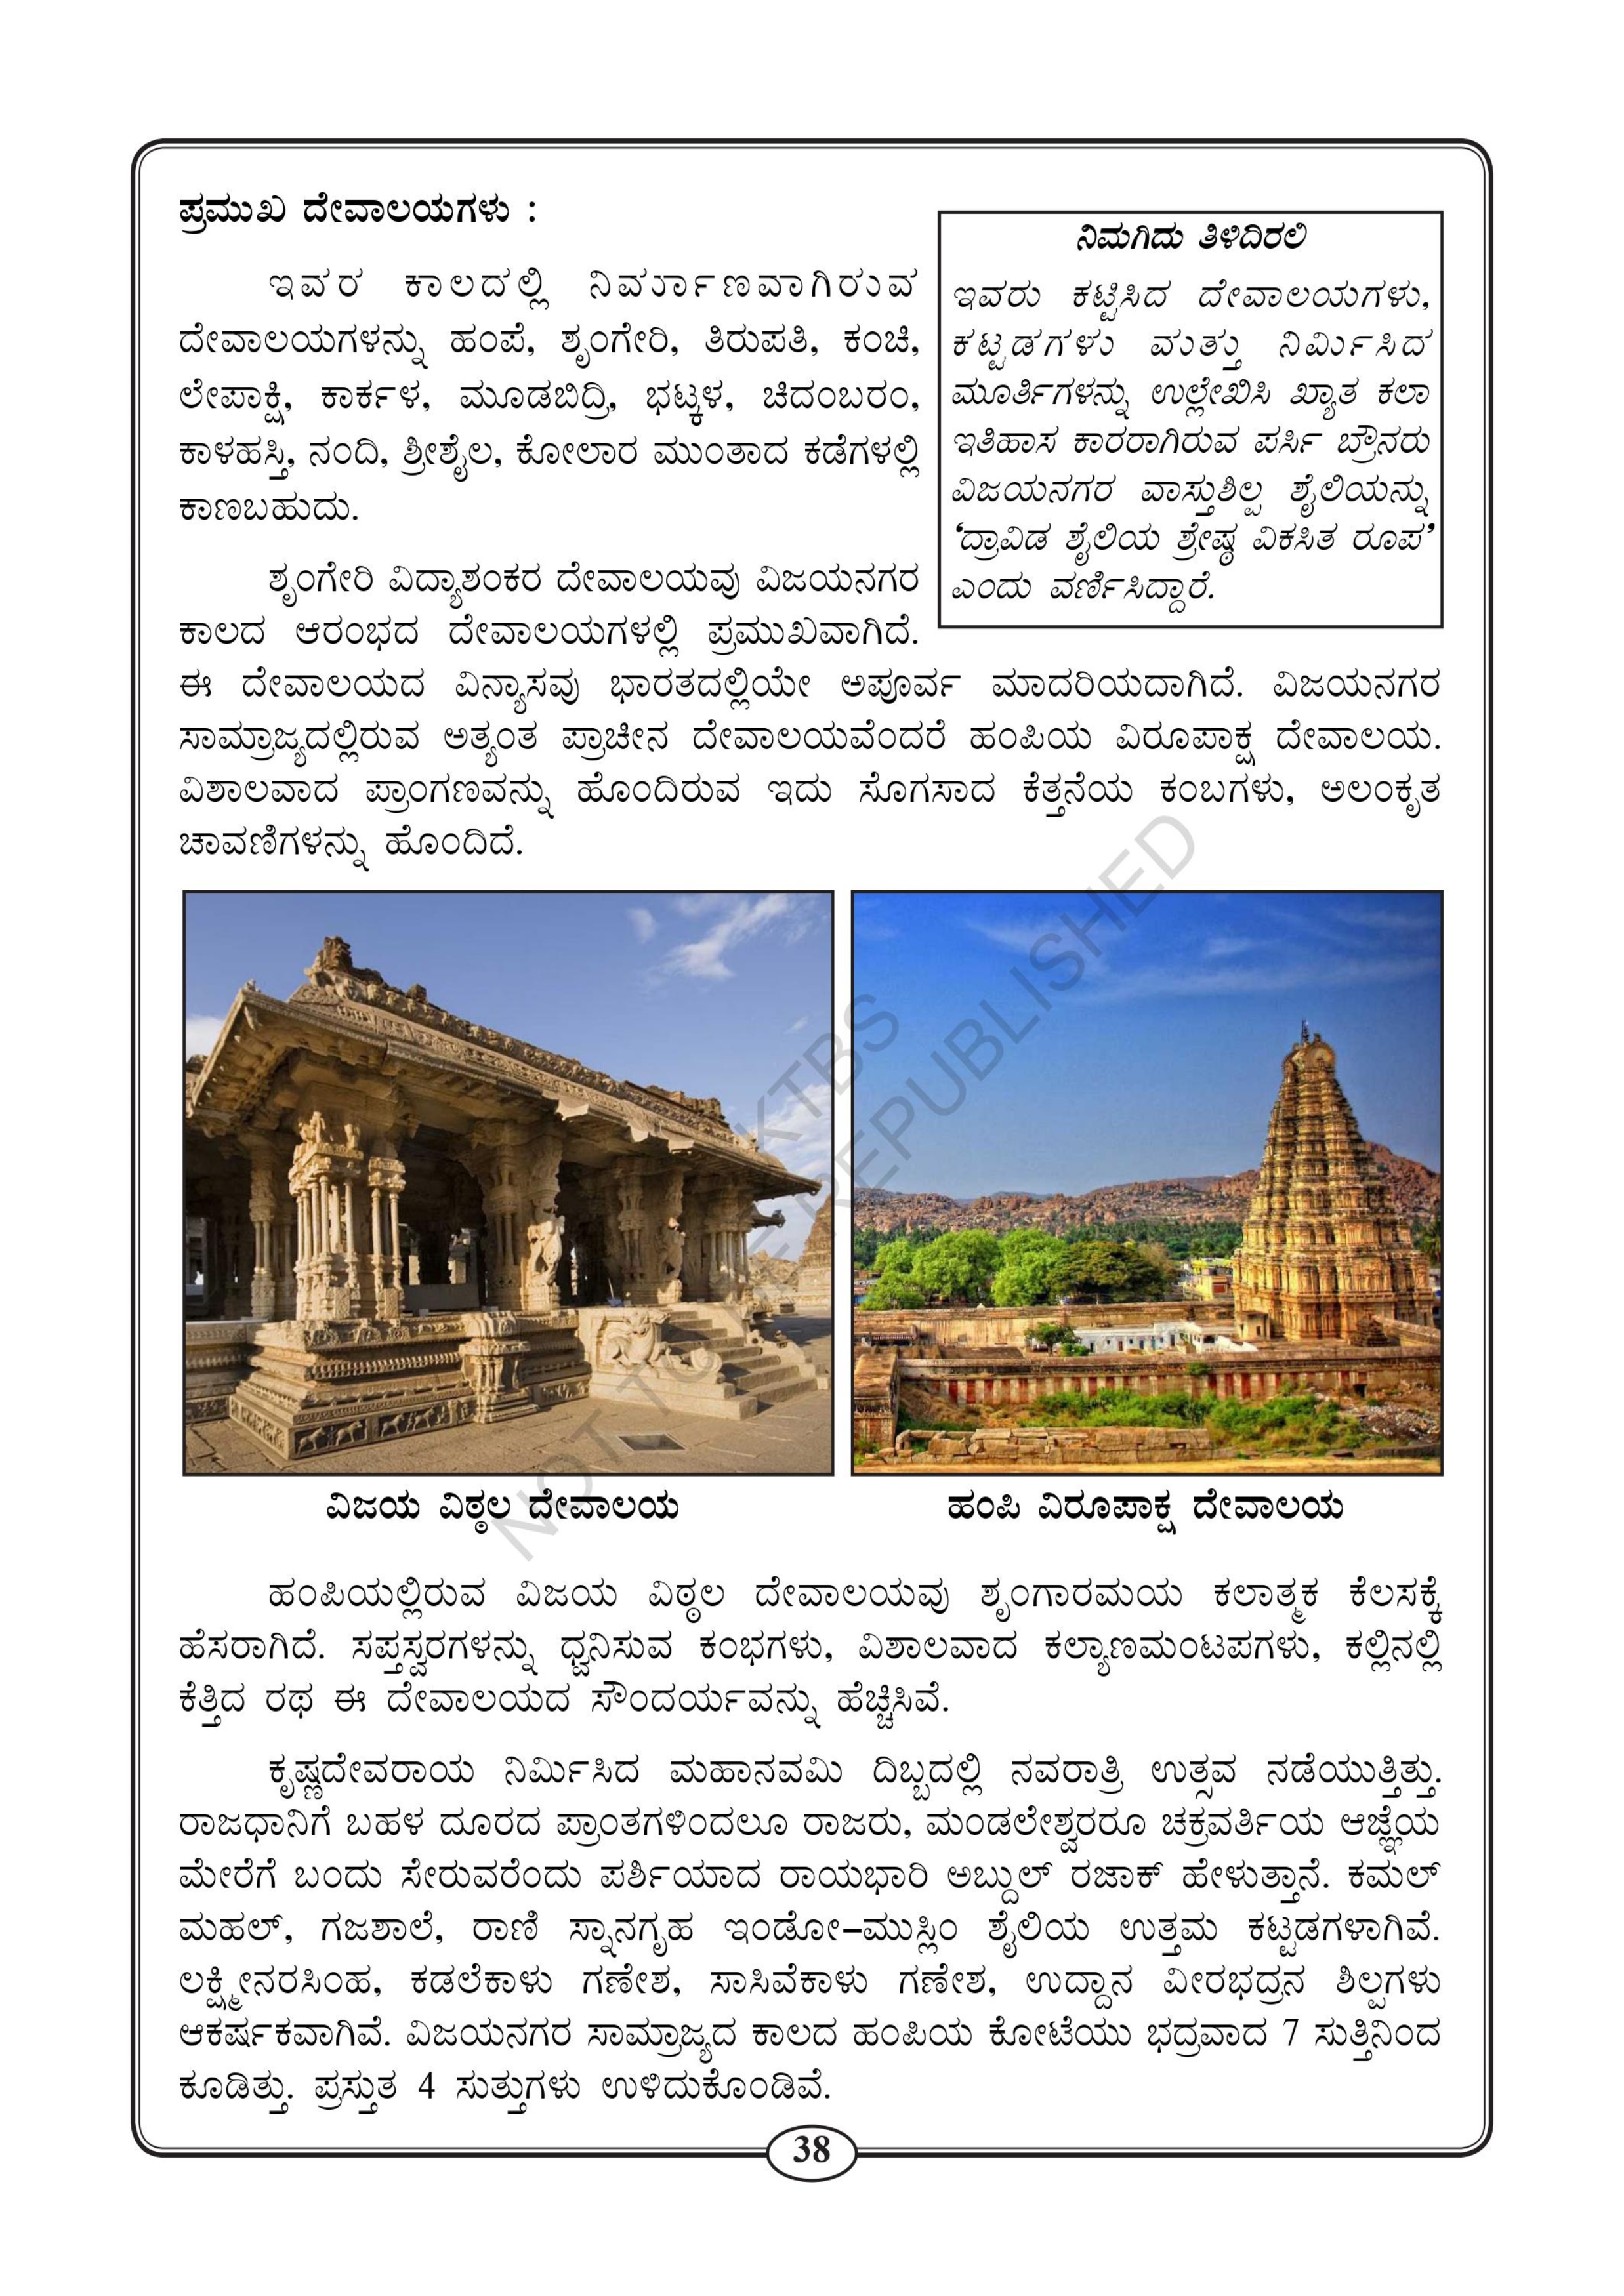 ಪ್ರಮುಖ ದೇವಾಲಯಗಳು :
ಇವರ ಕಾಲದಲ್ಲಿ ನಿರ್ಮಾಣವಾಗಿರುವ
ದೇವಾಲಯಗಳನ್ನು ಹಂಪೆ, ಶೃಂಗೇರಿ, ತಿರುಪತಿ, ಕಂಚಿ,
ಲೇಪಾಕ್ಷಿ, ಕಾರ್ಕಳ, ಮೂಡಬಿದ್ರಿ, ಭಟ್ಕಳ, ಚಿದಂಬರಂ,
ಕಾಳಹಸ್ತಿ, ನಂದಿ, ಶ್ರೀಶೈಲ, ಕೋಲಾರ ಮುಂತಾದ ಕಡೆಗಳಲ್ಲಿ
ಕಾಣಬಹುದು.
ನಿಮಗಿದು ತಿಳಿದಿರಲಿ
ಇವರು ಕಟ್ಟಿಸಿದ ದೇವಾಲಯಗಳು,
ಕಟ್ಟಡಗಳು ಮತ್ತು ನಿರ್ಮಿಸಿದ
ಮೂರ್ತಿಗಳನ್ನು ಉಲ್ಲೇಖಿಸಿ ಖ್ಯಾತ ಕಲಾ
ಇತಿಹಾಸ ಕಾರರಾಗಿರುವ ಪರ್ಸಿ ಬ್ರೌನರು
ವಿಜಯನಗರ ವಾಸ್ತುಶಿಲ್ಪ ಶೈಲಿಯನ್ನು
‘ದ್ರಾವಿಡ ಶೈಲಿಯ ಶ್ರೇಷ್ಠ ವಿಕಸಿತ ರೂಪ’
ಎಂದು ವರ್ಣಿಸಿದ್ದಾರೆ.
ಶೃಂಗೇರಿ ವಿದ್ಯಾಶಂಕರ ದೇವಾಲಯವು ವಿಜಯನಗರ
ಕಾಲದ ಆರಂಭದ ದೇವಾಲಯಗಳಲ್ಲಿ ಪ್ರಮುಖವಾಗಿದೆ.
ಈ ದೇವಾಲಯದ ವಿನ್ಯಾಸವು ಭಾರತದಲ್ಲಿಯೇ ಅಪೂರ್ವ ಮಾದರಿಯದಾಗಿದೆ. ವಿಜಯನಗರ
ಸಾಮ್ರಾಜ್ಯದಲ್ಲಿರುವ ಅತ್ಯಂತ ಪ್ರಾಚೀನ ದೇವಾಲಯವೆಂದರೆ ಹಂಪಿಯ ವಿರೂಪಾಕ್ಷ ದೇವಾಲಯ.
ವಿಶಾಲವಾದ ಪ್ರಾಂಗಣವನ್ನು ಹೊಂದಿರುವ ಇದು ಸೊಗಸಾದ ಕೆತ್ತನೆಯ ಕಂಬಗಳು, ಅಲಂಕೃತ
ಚಾವಣಿಗಳನ್ನು ಹೊಂದಿದೆ.
KTBS
NOT TO BE REPUBLISHED
ವಿಜಯ ವಿಠ್ಠಲ ದೇವಾಲಯ
ಹಂಪಿ ವಿರೂಪಾಕ್ಷ ದೇವಾಲಯ
ಹಂಪಿಯಲ್ಲಿರುವ ವಿಜಯ ವಿಠ್ಠಲ ದೇವಾಲಯವು ಶೃಂಗಾರಮಯ ಕಲಾತ್ಮಕ ಕೆಲಸಕ್ಕೆ
ಹೆಸರಾಗಿದೆ. ಸಪ್ತಸ್ವರಗಳನ್ನು ಧ್ವನಿಸುವ ಕಂಭಗಳು, ವಿಶಾಲವಾದ ಕಲ್ಯಾಣಮಂಟಪಗಳು, ಕಲ್ಲಿನಲ್ಲಿ
ಕೆತ್ತಿದ ರಥ ಈ ದೇವಾಲಯದ ಸೌಂದರ್ಯವನ್ನು ಹೆಚ್ಚಿಸಿವೆ.
ಕೃಷ್ಣದೇವರಾಯ ನಿರ್ಮಿಸಿದ ಮಹಾನವಮಿ ದಿಬ್ಬದಲ್ಲಿ ನವರಾತ್ರಿ ಉತ್ಸವ ನಡೆಯುತ್ತಿತ್ತು.
ರಾಜಧಾನಿಗೆ ಬಹಳ ದೂರದ ಪ್ರಾಂತಗಳಿಂದಲೂ ರಾಜರು, ಮಂಡಲೇಶ್ವರರೂ ಚಕ್ರವರ್ತಿಯ ಆಜ್ಞೆಯ
ಮೇರೆಗೆ ಬಂದು ಸೇರುವರೆಂದು ಪರ್ಶಿಯಾದ ರಾಯಭಾರಿ ಅಬ್ದುಲ್ ರಜಾಕ್ ಹೇಳುತ್ತಾನೆ. ಕಮಲ್
ಮಹಲ್, ಗಜಶಾಲೆ, ರಾಣಿ ಸ್ನಾನಗೃಹ ಇಂಡೋ–ಮುಸ್ಲಿಂ ಶೈಲಿಯ ಉತ್ತಮ ಕಟ್ಟಡಗಳಾಗಿವೆ.
ಲಕ್ಷ್ಮೀನರಸಿಂಹ, ಕಡಲೆಕಾಳು ಗಣೇಶ, ಸಾಸಿವೆಕಾಳು ಗಣೇಶ, ಉದ್ದಾನ ವೀರಭದ್ರನ ಶಿಲ್ಪಗಳು
ಆಕರ್ಷಕವಾಗಿವೆ. ವಿಜಯನಗರ ಸಾಮ್ರಾಜ್ಯದ ಕಾಲದ ಹಂಪಿಯ ಕೋಟೆಯು ಭದ್ರವಾದ 7 ಸುತ್ತಿನಿಂದ
ಕೂಡಿತ್ತು. ಪ್ರಸ್ತುತ 4 ಸುತ್ತುಗಳು ಉಳಿದುಕೊಂಡಿವೆ.
38